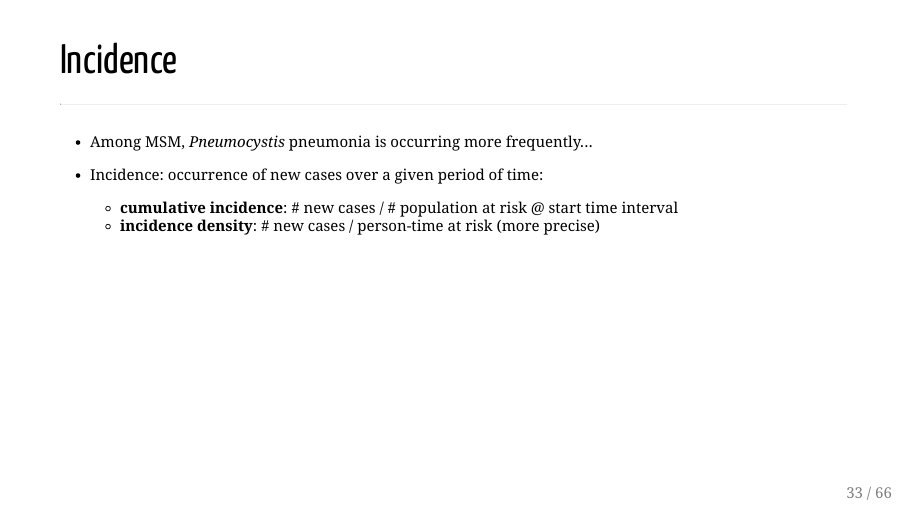 Incidence
• Among MSM, Pneumocystis pneumonia is occurring more frequently...
• Incidence: occurrence of new cases over a given period of time:
◦ cumulative incidence: # new cases / # population at risk @ start time interval
◦ incidence density: # new cases / person-time at risk (more precise)
33 / 66